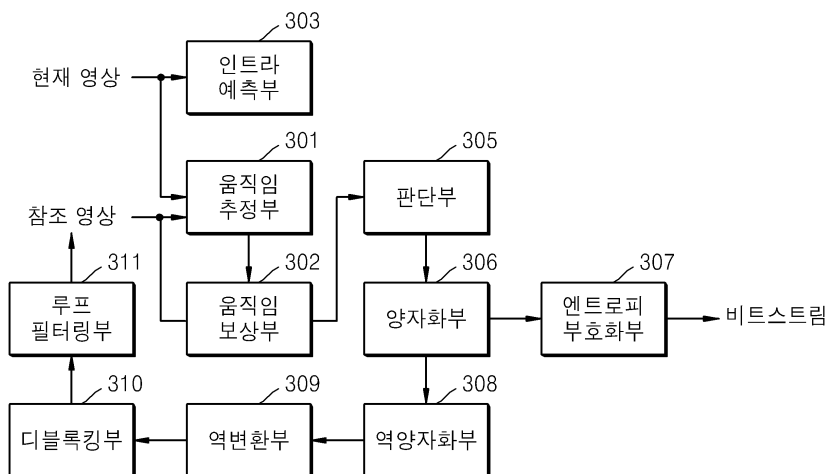 303
현재 영상
인트라
예측부
301
305
움직임
추정부
판단부
참조 영상
311
302
306
307
루프
필터링부
움직임
보상부
양자화부
엔트로피
부호화부
비트스트림
310
309
308
디블록킹부
역변환부
역양자화부